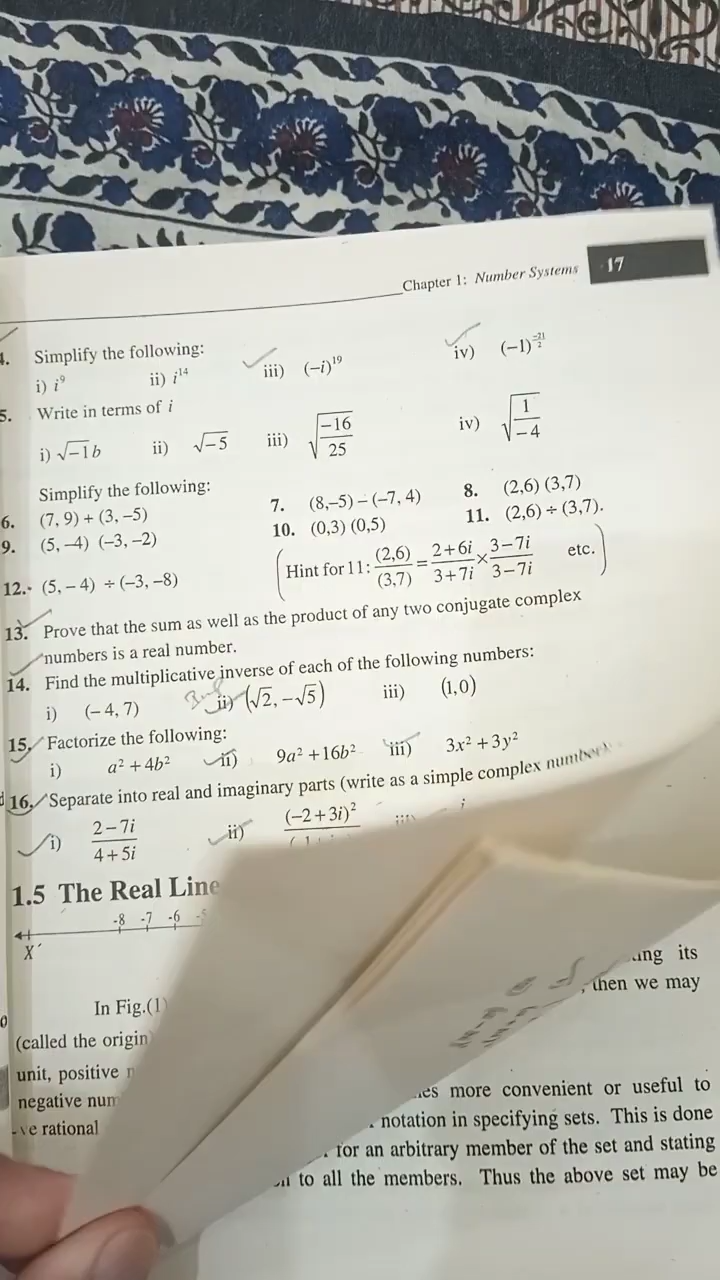 Chapter 1: Number Systems 17
4. Simplify the following:
i) i⁹ ii) i¹⁴ iii) (−i)¹⁹ iv) (−1)^(−21/2)
5. Write in terms of i
i) √−1 b ii) √−5 iii) √(−16/25) iv) √(1/−4)
Simplify the following:
6. (7, 9) + (3, −5) 7. (8,−5) − (−7, 4) 8. (2,6) (3,7)
9. (5, −4) (−3, −2) 10. (0,3) (0,5) 11. (2,6) ÷ (3,7).
12. (5, − 4) ÷ (−3, −8) (Hint for 11: (2,6)/(3,7) = (2+6i)/(3+7i) × (3−7i)/(3−7i) etc.)
13. Prove that the sum as well as the product of any two conjugate complex
numbers is a real number.
14. Find the multiplicative inverse of each of the following numbers:
i) (− 4, 7) ii) (√2, −√5) iii) (1,0)
15. Factorize the following:
i) a² + 4b² ii) 9a² + 16b² iii) 3x² + 3y²
16. Separate into real and imaginary parts (write as a simple complex number)
i) (2 − 7i)/(4 + 5i) ii) (−2 + 3i)² i
1.5 The Real Line
-8 -7 -6
X′
its
In Fig.(1) then we may
(called the origin
unit, positive more convenient or useful to
negative notation in specifying sets. This is done
rational for an arbitrary member of the set and stating
to all the members. Thus the above set may be